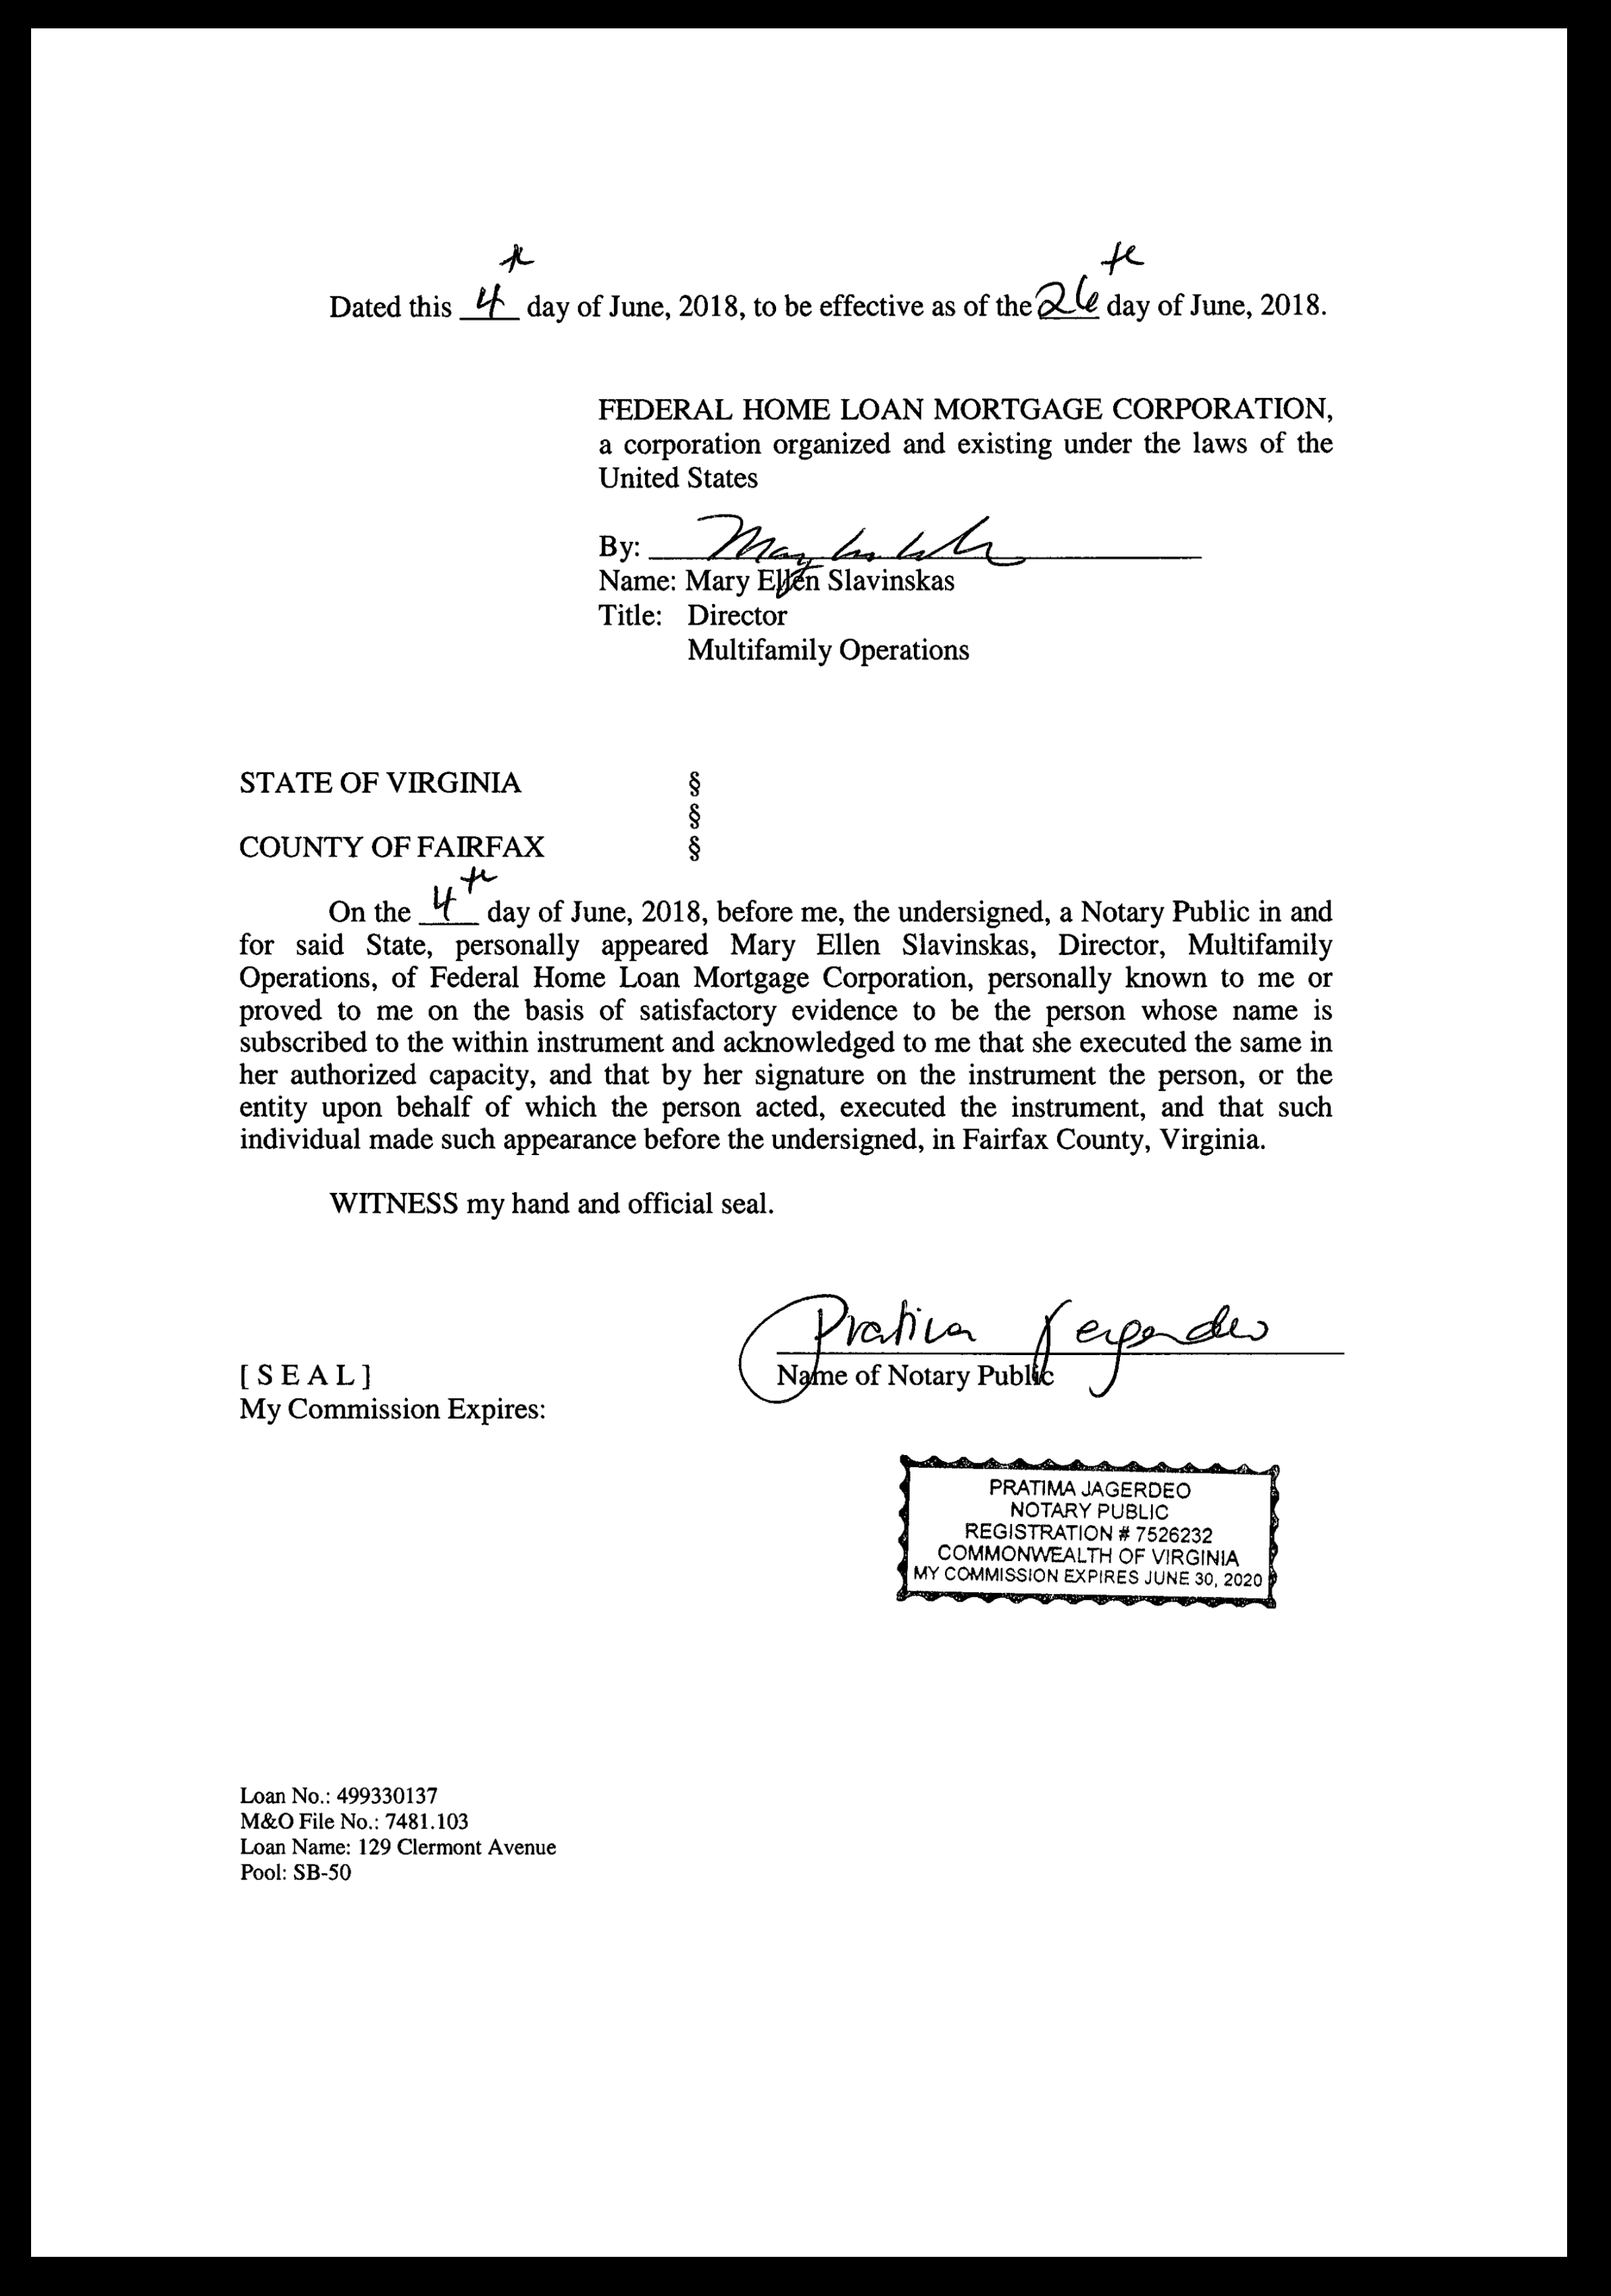 Dated this 4th day of June, 2018, to be effective as of the 26th day of June, 2018.
FEDERAL HOME LOAN MORTGAGE CORPORATION,
a corporation organized and existing under the laws of the
United States
By:
Name: Mary Ellen Slavinskas
Title: Director
Multifamily Operations
STATE OF VIRGINIA §
§
COUNTY OF FAIRFAX §
On the 4th day of June, 2018, before me, the undersigned, a Notary Public in and
for said State, personally appeared Mary Ellen Slavinskas, Director, Multifamily
Operations, of Federal Home Loan Mortgage Corporation, personally known to me or
proved to me on the basis of satisfactory evidence to be the person whose name is
subscribed to the within instrument and acknowledged to me that she executed the same in
her authorized capacity, and that by her signature on the instrument the person, or the
entity upon behalf of which the person acted, executed the instrument, and that such
individual made such appearance before the undersigned, in Fairfax County, Virginia.
WITNESS my hand and official seal.
Pratima Jagerdeo
[ S E A L ] Name of Notary Public
My Commission Expires:
PRATIMA JAGERDEO
NOTARY PUBLIC
REGISTRATION # 7526232
COMMONWEALTH OF VIRGINIA
MY COMMISSION EXPIRES JUNE 30, 2020
Loan No.: 499330137
M&O File No.: 7481.103
Loan Name: 129 Clermont Avenue
Pool: SB-50